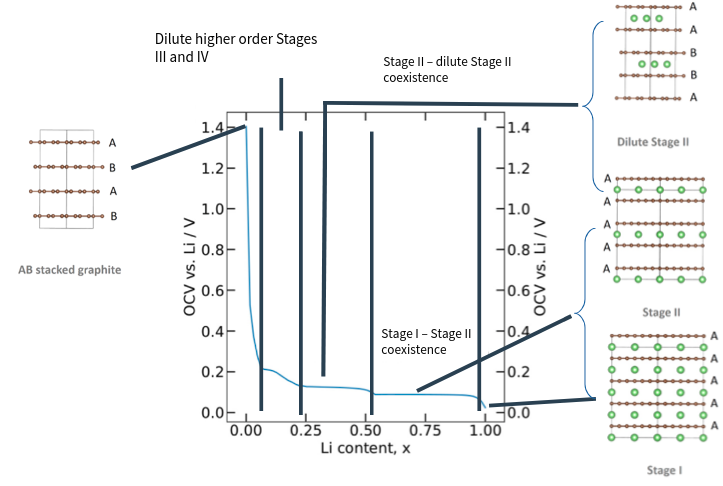 Dilute higher order Stages
III and IV
Stage II – dilute Stage II
coexistence
A
A
B
B
A
Dilute Stage II
A
B
A
B
AB stacked graphite
1.4
1.2
1.0
0.8
0.6
0.4
0.2
0.0
OCV vs. Li / V
1.4
1.2
1.0
0.8
0.6
0.4
0.2
0.0
OCV vs. Li / V
Stage I – Stage II
coexistence
0.00
0.25
0.50
0.75
1.00
Li content, x
A
A
A
A
A
Stage II
A
A
A
A
A
Stage I